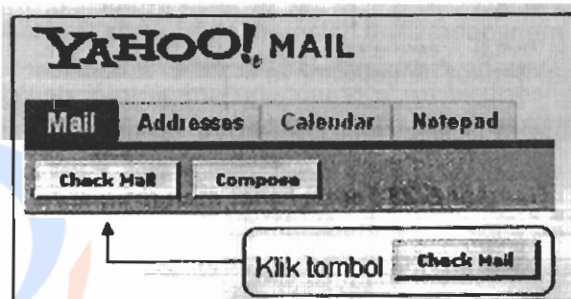 YAHOO! MAIL
Mail Addresses Calendar Notepad
Check Mail Compose
Klik tombol Check Mail